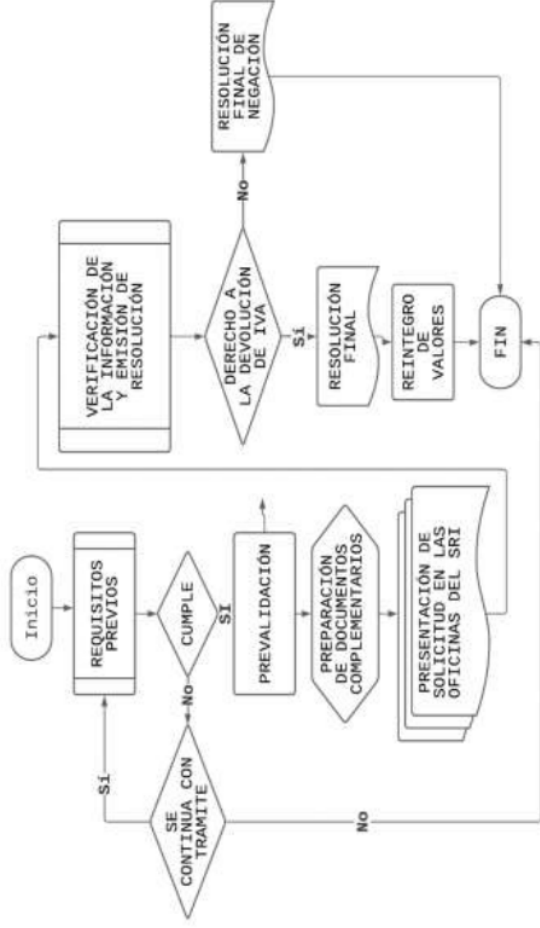 Inicio
REQUISITOS
PREVIOS
CUMPLE
No
SI
SE
CONTINUA CON
TRAMITE
Sí
No
PREVALIDACIÓN
PREPARACIÓN
DE DOCUMENTOS
COMPLEMENTARIOS
PRESENTACIÓN DE
SOLICITUD EN LAS
OFICINAS DEL SRI
VERIFICACIÓN DE
LA INFORMACIÓN
Y EMISIÓN DE
RESOLUCIÓN
DERECHO A
LA DEVOLUCIÓN
DE IVA
No
RESOLUCIÓN
FINAL DE
NEGACIÓN
Sí
RESOLUCIÓN
FINAL
REINTEGRO
DE
VALORES
FIN